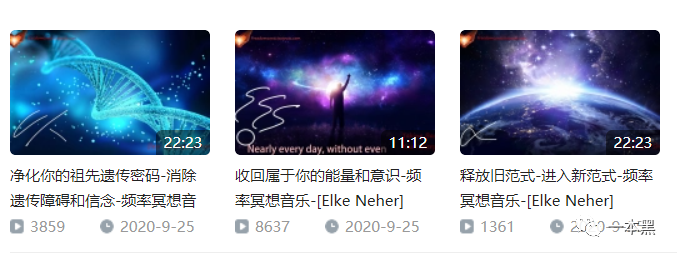 22:23
Nearly every day, without even
11:12
22:23
净化你的祖先遗传密码-消除
遗传障碍和信念-频率冥想音
3859
2020-9-25
收回属于你的能量和意识-频
率冥想音乐-[Elke Neher]
8637
2020-9-25
释放旧范式-进入新范式-频率
冥想音乐-[Elke Neher]
1361
一本黑